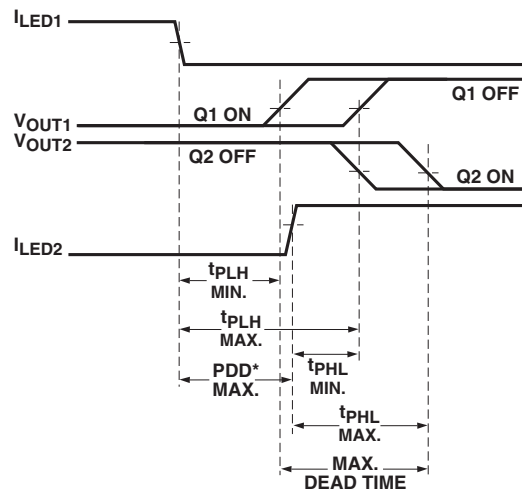 ILED1
Q1 OFF
VOUT1
Q1 ON
VOUT2
Q2 OFF
Q2 ON
ILED2
tPLH
MIN.
tPLH
MAX.
PDD*
MAX.
tPHL
MIN.
tPHL
MAX.
MAX.
DEAD TIME